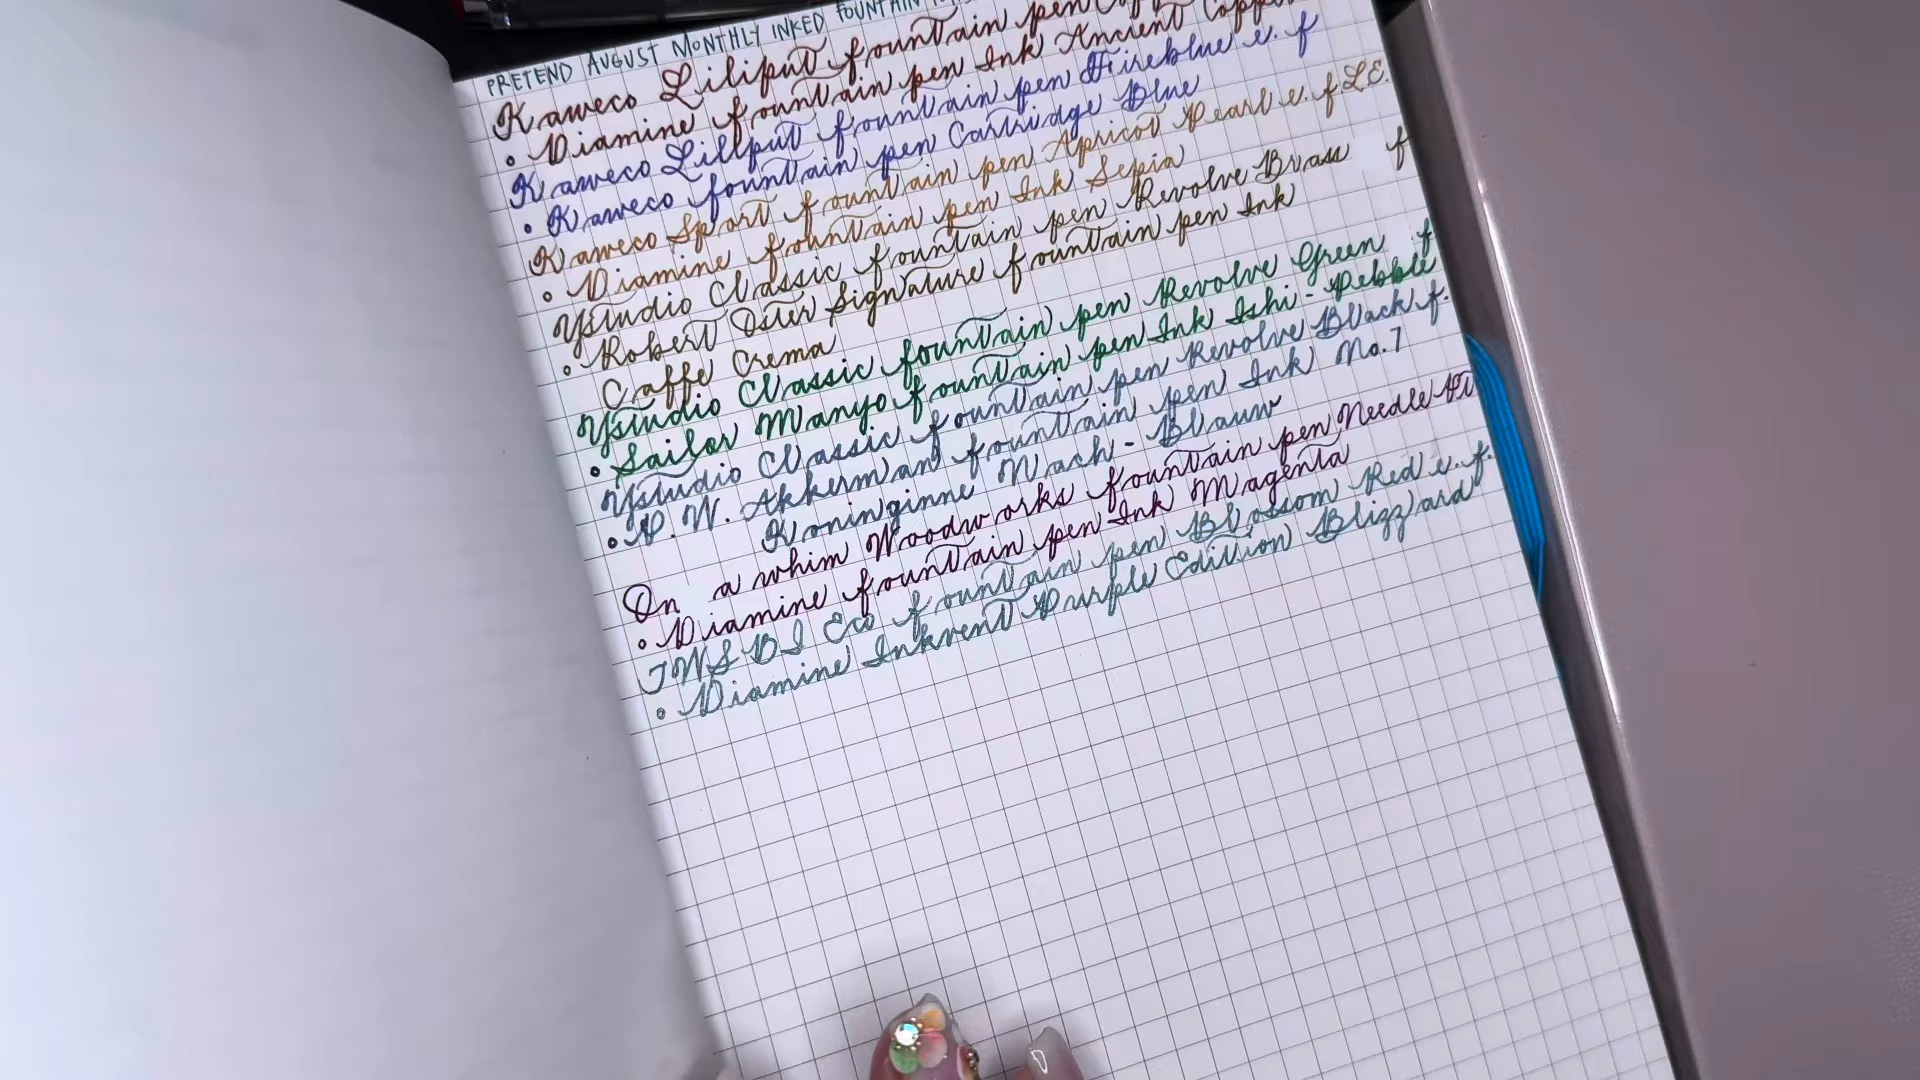 PRETEND AUGUST MONTHLY INKED FOUNTAIN
Kaweco Liliput fountain pen
• Diamine fountain pen Ink Ancient Copper
Kaweco Liliput fountain pen Fireblue e.f
• Kaweco fountain pen Cartridge Blue
Kaweco Sport fountain pen Apricot Pearl e.f L.E.
• Diamine fountain pen Ink Sepia
Ystudio Classic fountain pen Revolve Brass f
• Robert Oster Signature fountain pen Ink
Caffe Crema
Ystudio Classic fountain pen Revolve Green f
• Sailor Manyo fountain pen Ink Ishi - Pebble
Ystudio Classic fountain pen Revolve Black f.
• P.W. Akkerman fountain pen Ink No.7
Koninginne Mach - Blauw
On a whim Woodworks fountain pen Needle
• Diamine fountain pen Ink Magenta
TWSBI Eco fountain pen Blossom Red e.f.
• Diamine Inkvent Purple Edition Blizzard